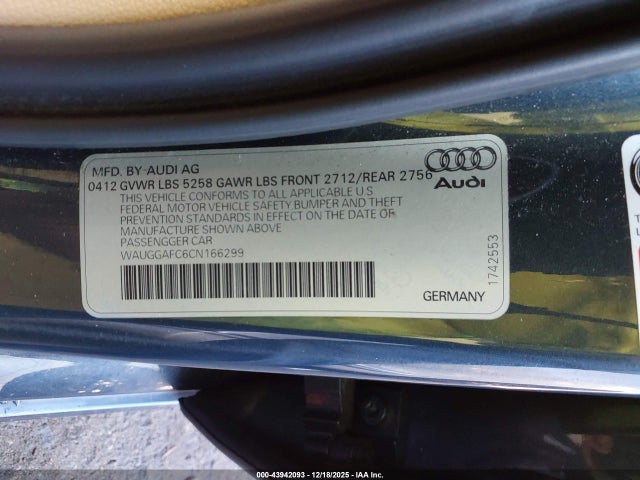 MFD. BY AUDI AG
0412 GVWR LBS 5258 GAWR LBS FRONT 2712/REAR 2756
THIS VEHICLE CONFORMS TO ALL APPLICABLE U S
FEDERAL MOTOR VEHICLE SAFETY BUMPER AND THEFT
PREVENTION STANDARDS IN EFFECT ON THE DATE OF
MANUFACTURE SHOWN ABOVE
PASSENGGER CAR
WAUGGAFC6CN166299
Audi
1742553
GERMANY
000-43942093 - 12/18/2025 - IAA Inc.